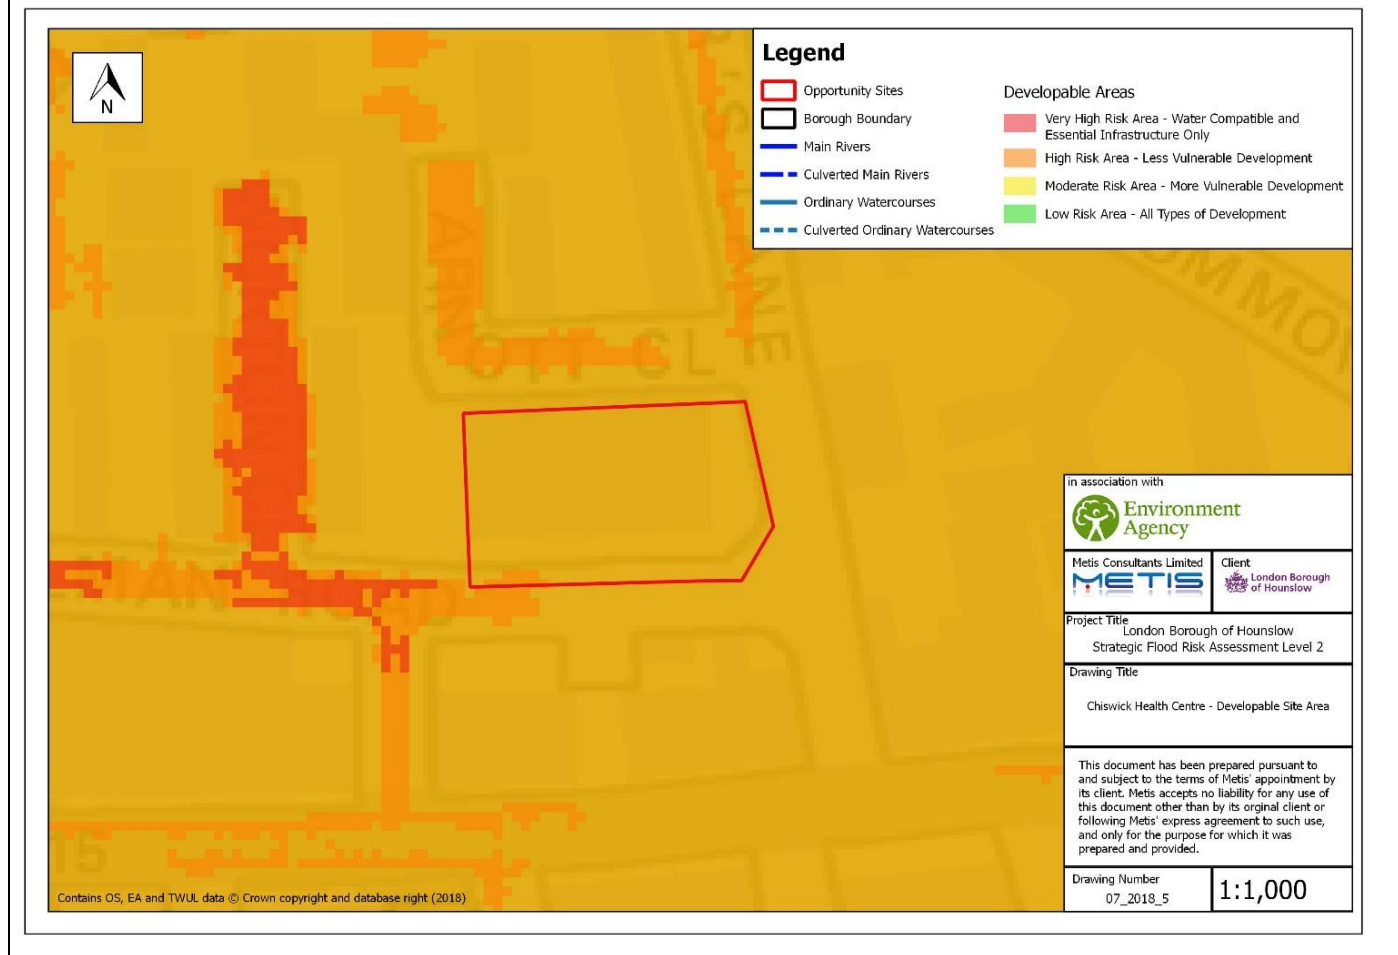 N
Legend
Opportunity Sites
Borough Boundary
Main Rivers
Culverted Main Rivers
Ordinary Watercourses
Culverted Ordinary Watercourses
Developable Areas
Very High Risk Area - Water Compatible and
Essential Infrastructure Only
High Risk Area - Less Vulnerable Development
Moderate Risk Area - More Vulnerable Development
Low Risk Area - All Types of Development
ARN
OTT CL
15
in association with
Environment
Agency
Metis Consultants Limited
METIS
Client
London Borough
of Hounslow
Project Title
London Borough of Hounslow
Strategic Flood Risk Assessment Level 2
Drawing Title
Chiswick Health Centre - Developable Site Area
This document has been prepared pursuant to
and subject to the terms of Metis' appointment by
its client. Metis accepts no liability for any use of
this document other than by its orginal client or
following Metis' express agreement to such use,
and only for the purpose for which it was
prepared and provided.
Drawing Number
07_2018_5
1:1,000
Contains OS, EA and TWUL data © Crown copyright and database right (2018)